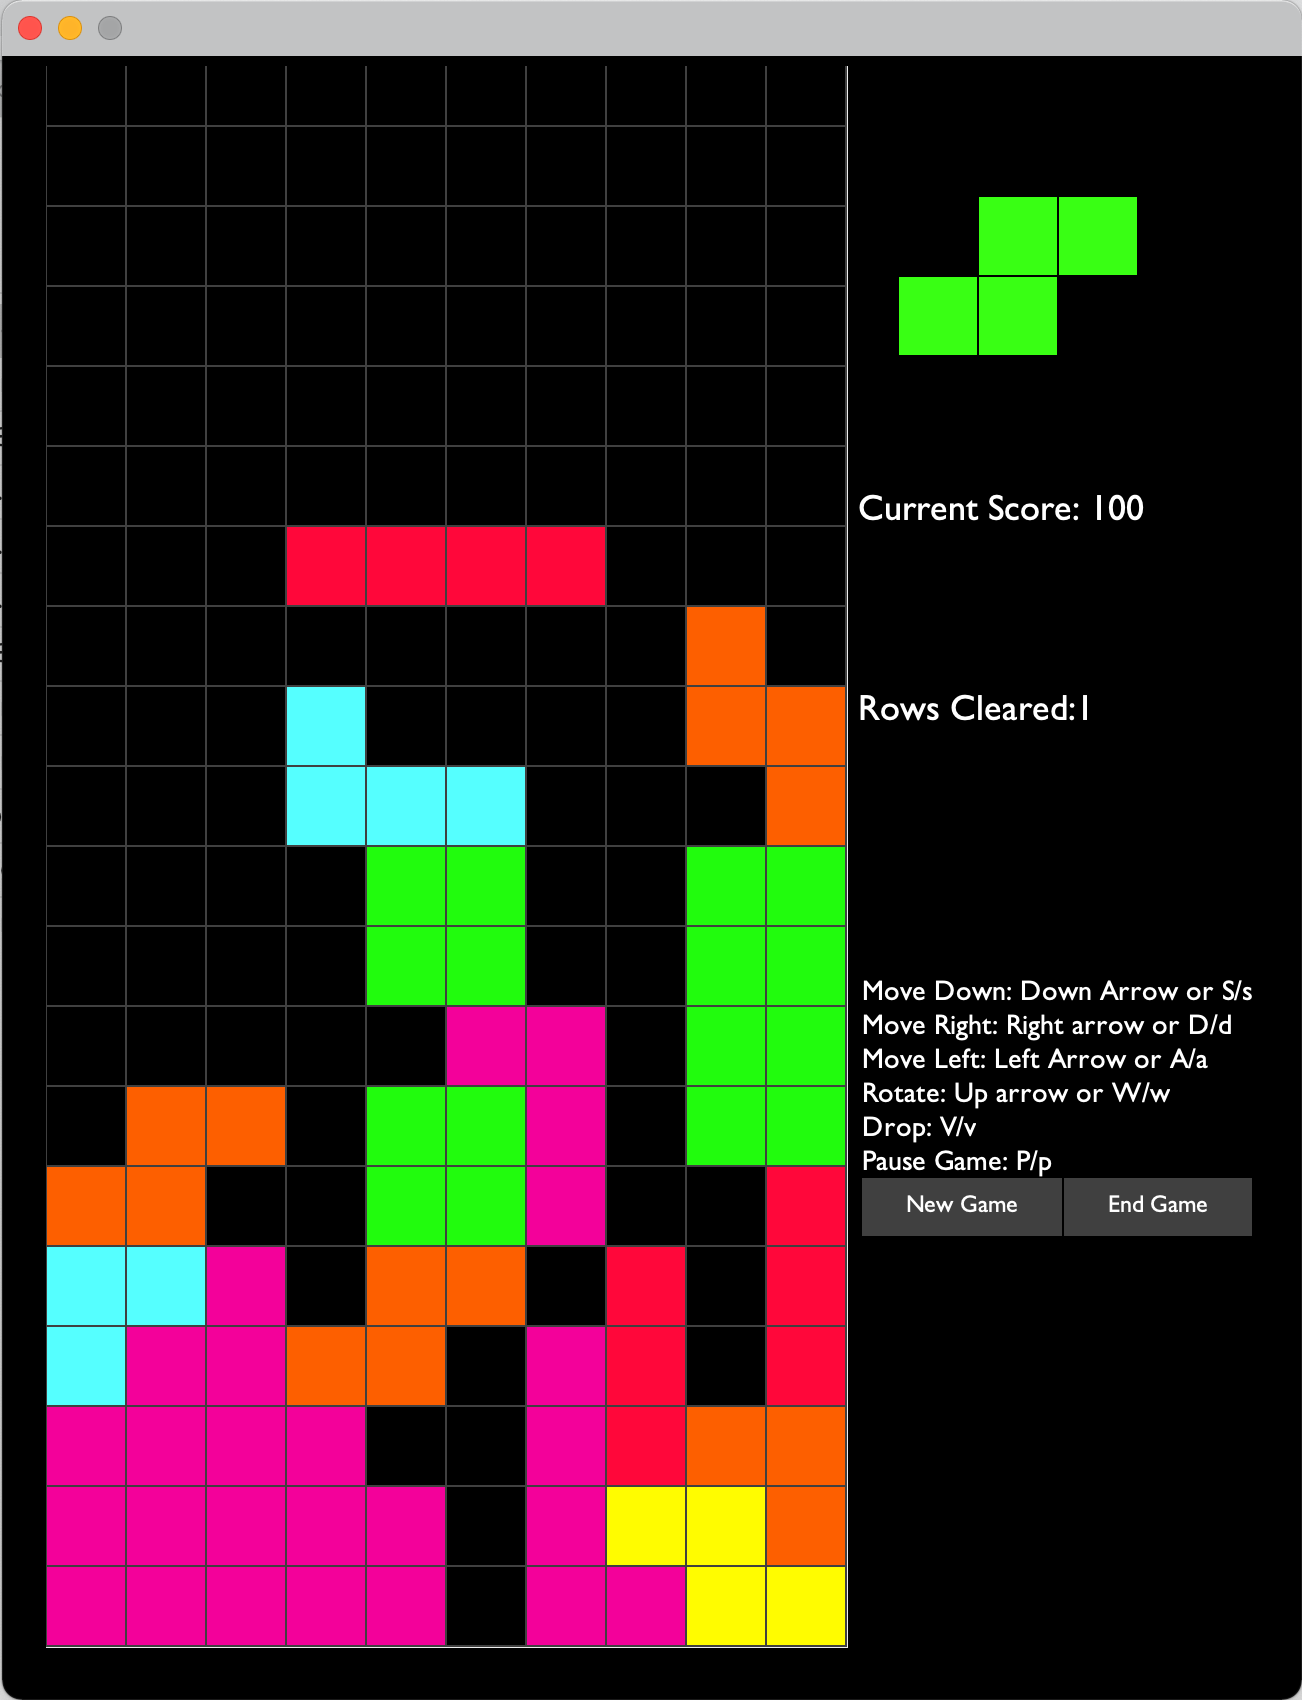 Current Score: 100
Rows Cleared:1
Move Down: Down Arrow or S/s
Move Right: Right arrow or D/d
Move Left: Left Arrow or A/a
Rotate: Up arrow or W/w
Drop: V/v
Pause Game: P/p
New Game
End Game